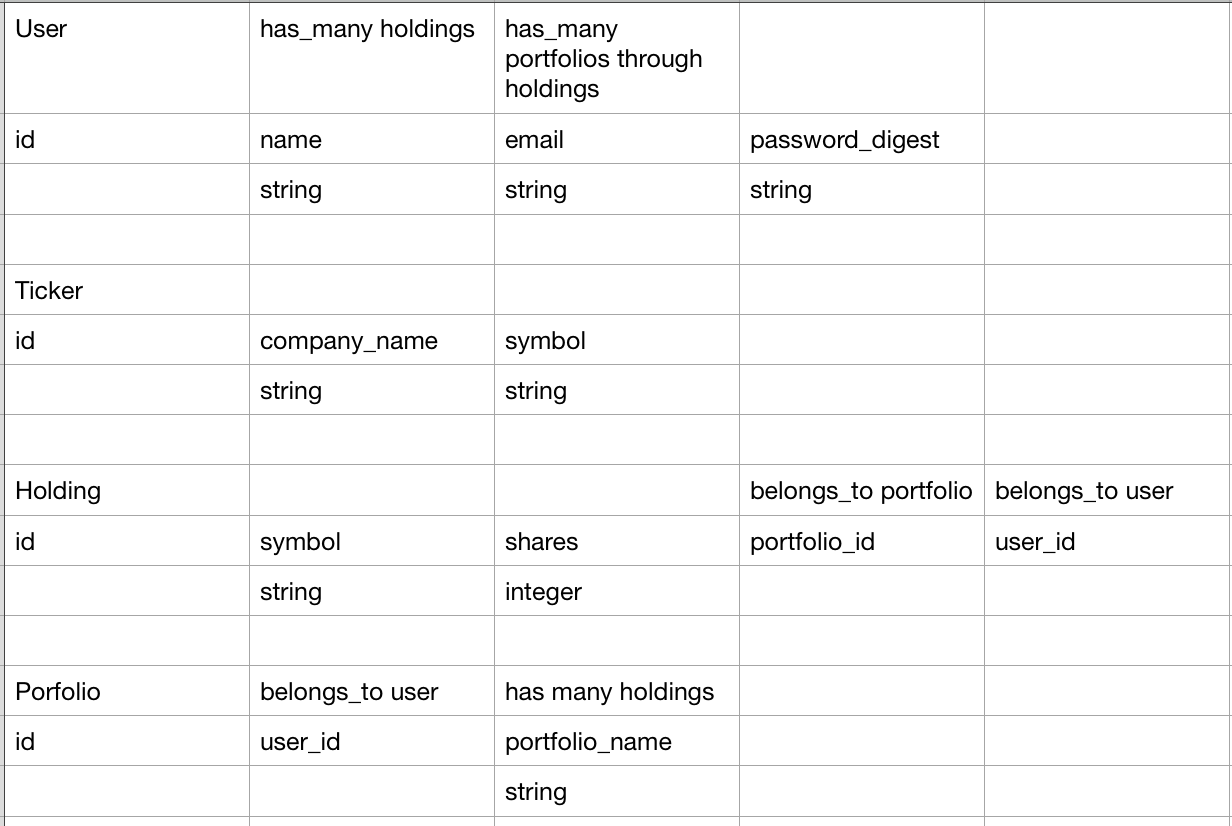 User has_many holdings has_many
portfolios through
holdings
id name email password_digest
string string string
Ticker
id company_name symbol
string string
Holding belongs_to portfolio belongs_to user
id symbol shares portfolio_id user_id
string integer
Porfolio belongs_to user has many holdings
id user_id portfolio_name
string